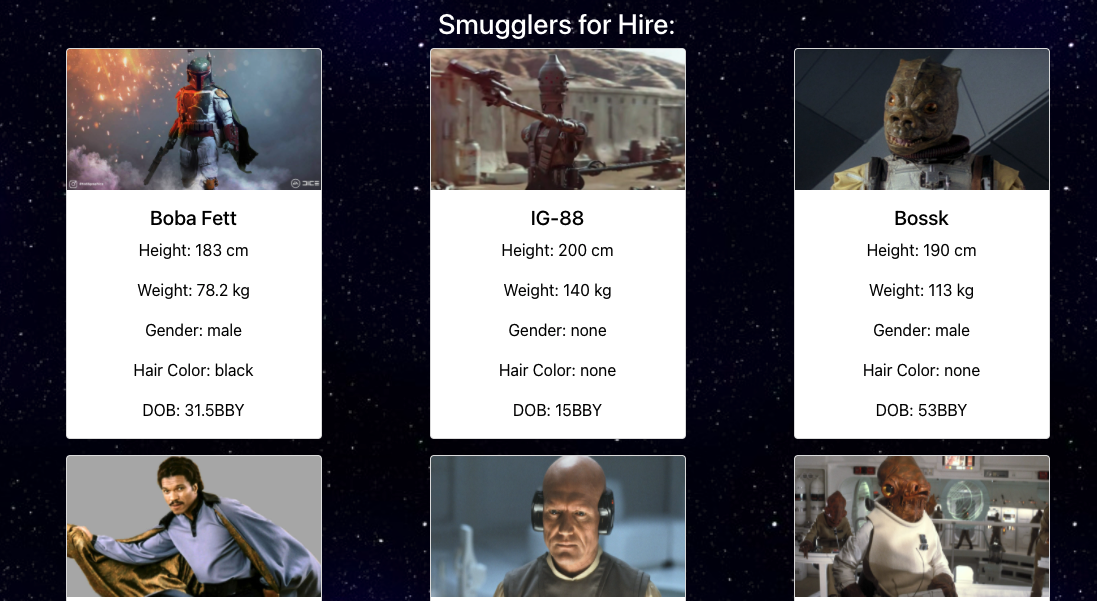 Smugglers for Hire:
Boba Fett
Height: 183 cm
Weight: 78.2 kg
Gender: male
Hair Color: black
DOB: 31.5BBY
IG-88
Height: 200 cm
Weight: 140 kg
Gender: none
Hair Color: none
DOB: 15BBY
Bossk
Height: 190 cm
Weight: 113 kg
Gender: male
Hair Color: none
DOB: 53BBY